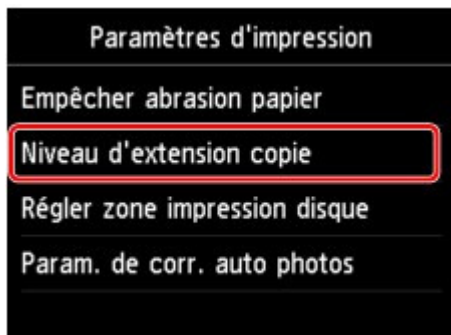 Paramètres d'impression
Empêcher abrasion papier
Niveau d'extension copie
Régler zone impression disque
Param. de corr. auto photos